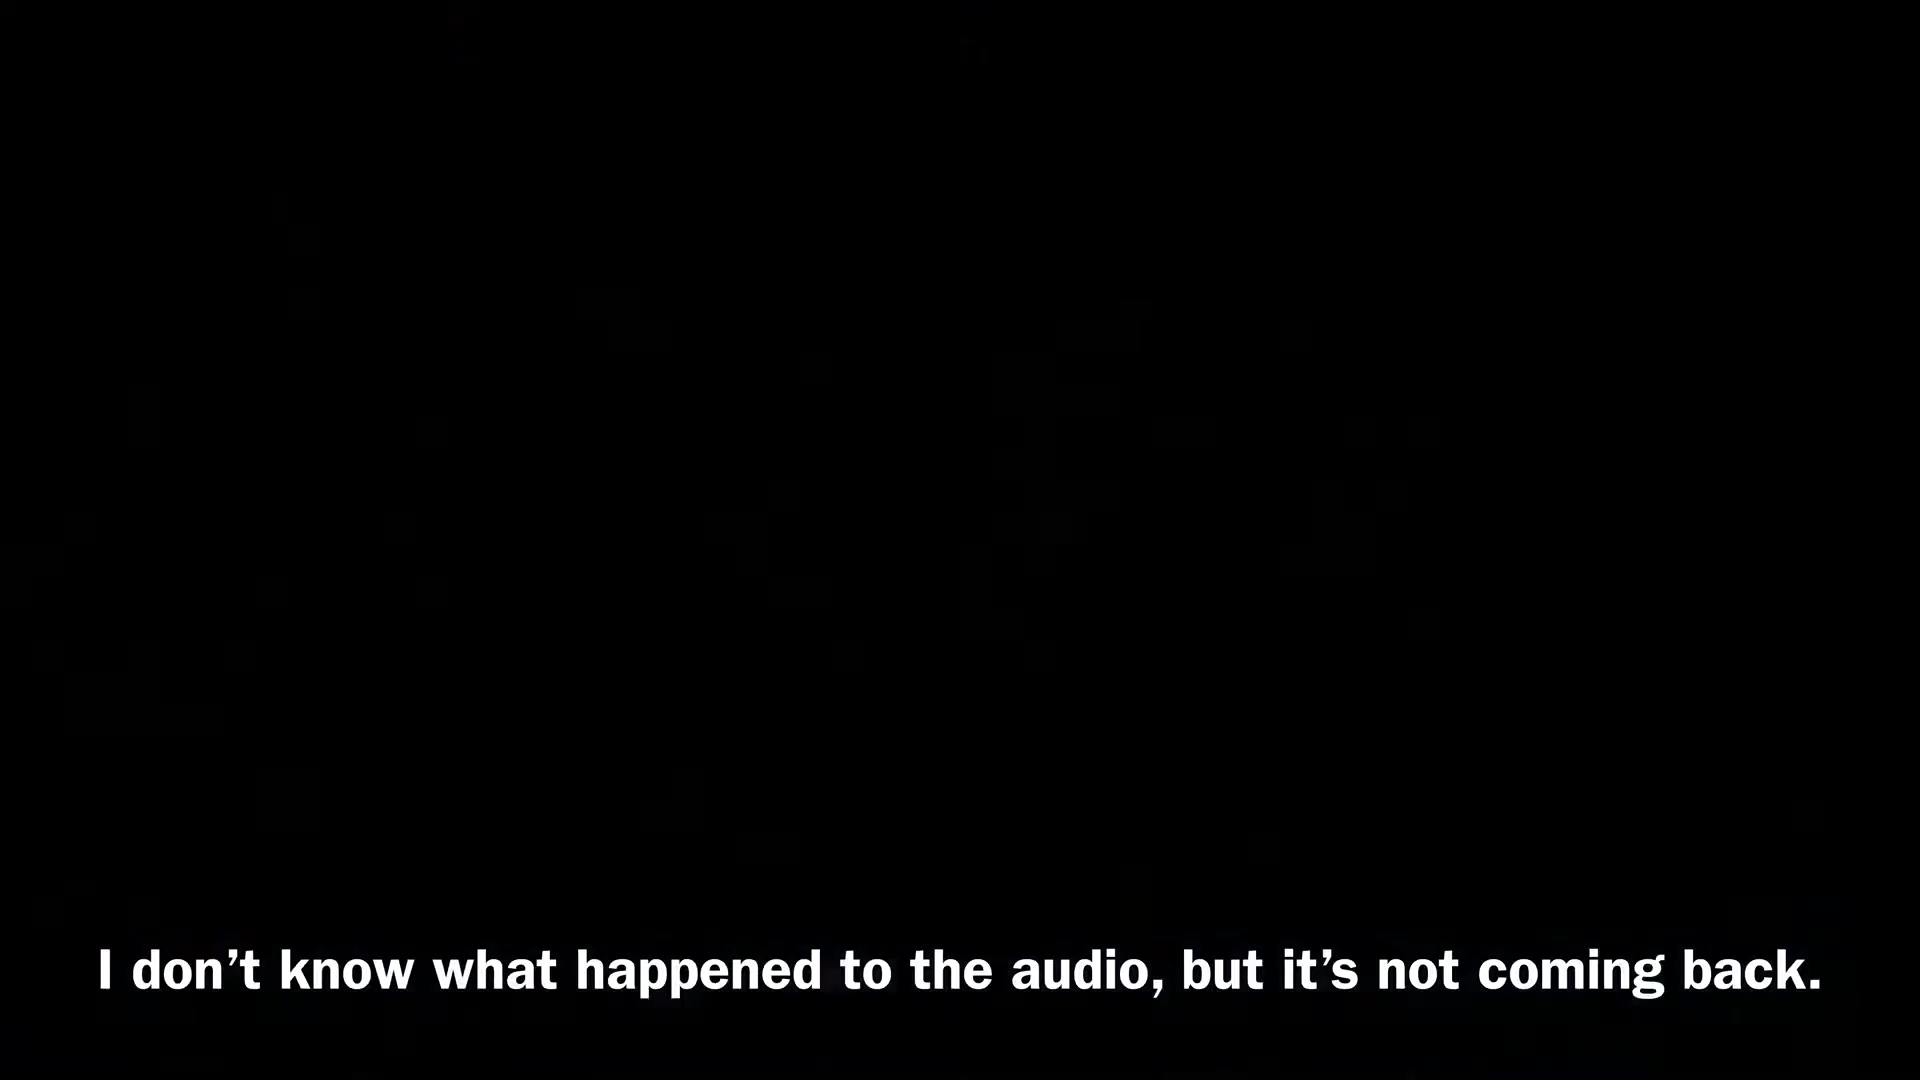 I don’t know what happened to the audio, but it’s not coming back.